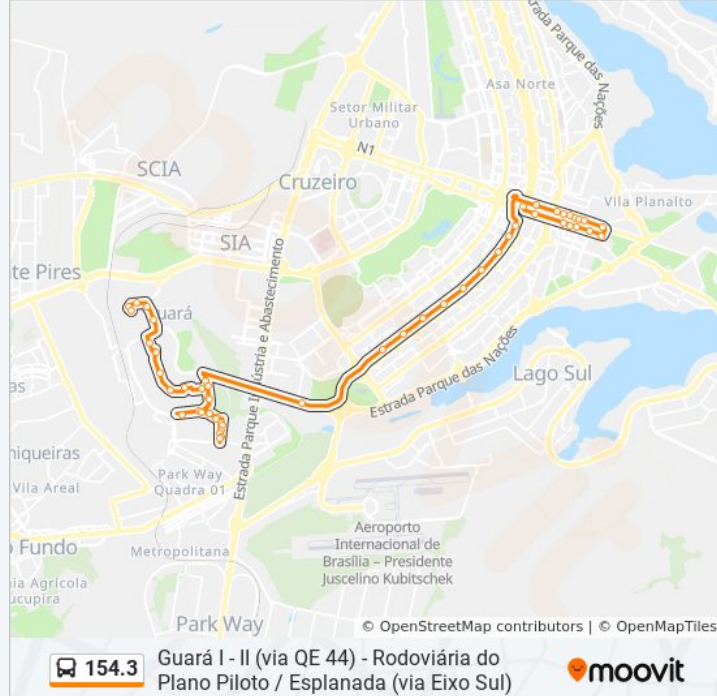 Estrada Parque das Nações
Asa Norte
Setor Militar
Urbano
N1
SCIA
Cruzeiro
Vila Planalto
SIA
te Pires
Guará
Estrada Parque Indústria e Abastecimento
Estrada Parque das Nações
Lago Sul
as
niqueiras
Vila Areal
Park Way
Quadra 01
Fundo
Metropolitana
Aeroporto
Internacional de
Brasília – Presidente
Juscelino Kubitschek
ia Agrícola
ucupira
Park Way
© OpenStreetMap contributors | © OpenMapTiles
154.3
Guará I - II (via QE 44) - Rodoviária do
Plano Piloto / Esplanada (via Eixo Sul)
moovit